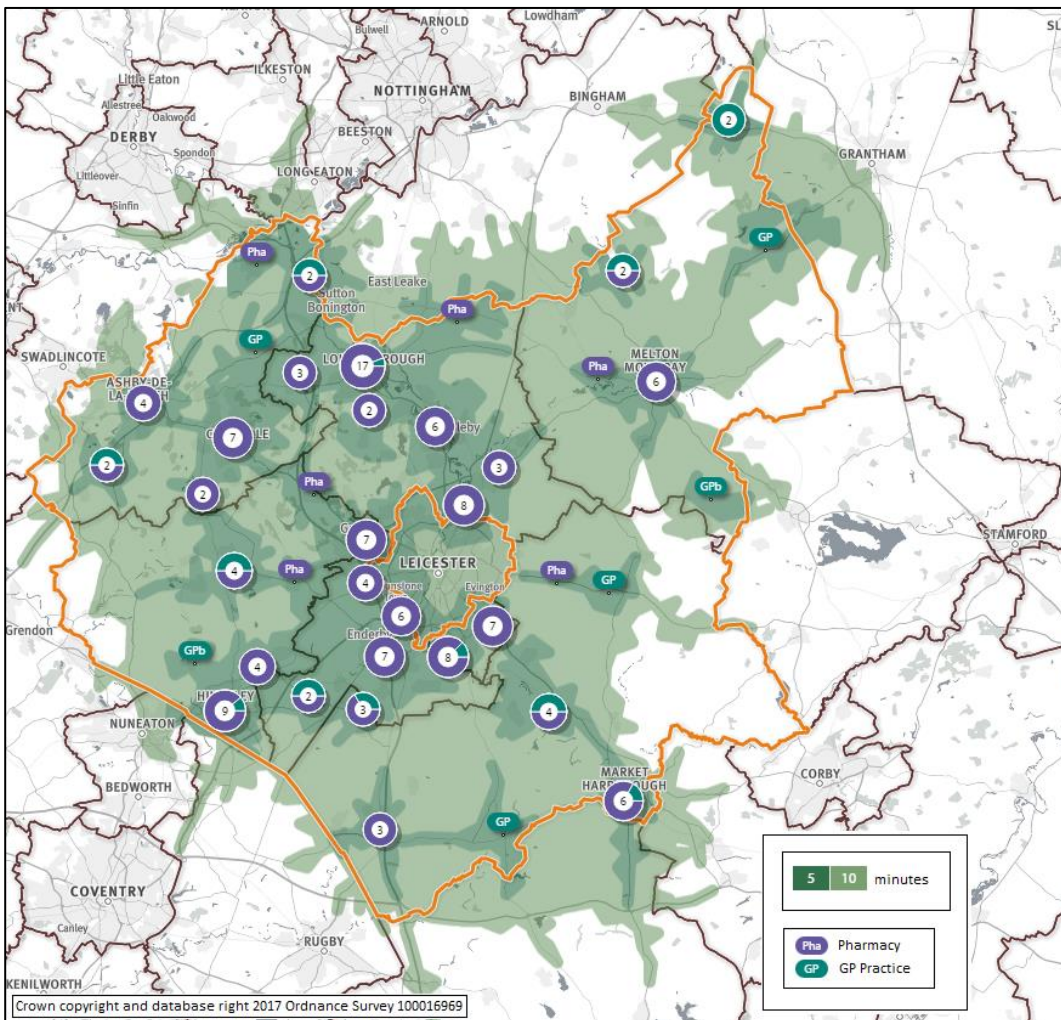 ARNOLD
Lowdham
Bulwell
ILKESTON
Little Eaton
Allestree
Oakwood
NOTTINGHAM
BINGHAM
DERBY
BEESTON
Spondon
LONG EATON
Littleover
Sinfin
GRANTHAM
2
GP
Pha
2
2
East Leake
Sutton
Bonington
Pha
GP
SWADLINCOTE
17
3
MELTON
Pha
6
ASHBY-DE-
4
2
7
6
2
3
GPb
2
Pha
8
STAMFORD
7
LEICESTER
4
4
Pha
Evington
Pha
GP
Grendon
6
7
Enderby
GPb
4
7
8
2
3
4
9
NUNEATON
BEDWORTH
MARKET
6
CORBY
GP
3
5 10 minutes
COVENTRY
Canley
RUGBY
Pha Pharmacy
GP GP Practice
KENILWORTH
Crown copyright and database right 2017 Ordnance Survey 100016969